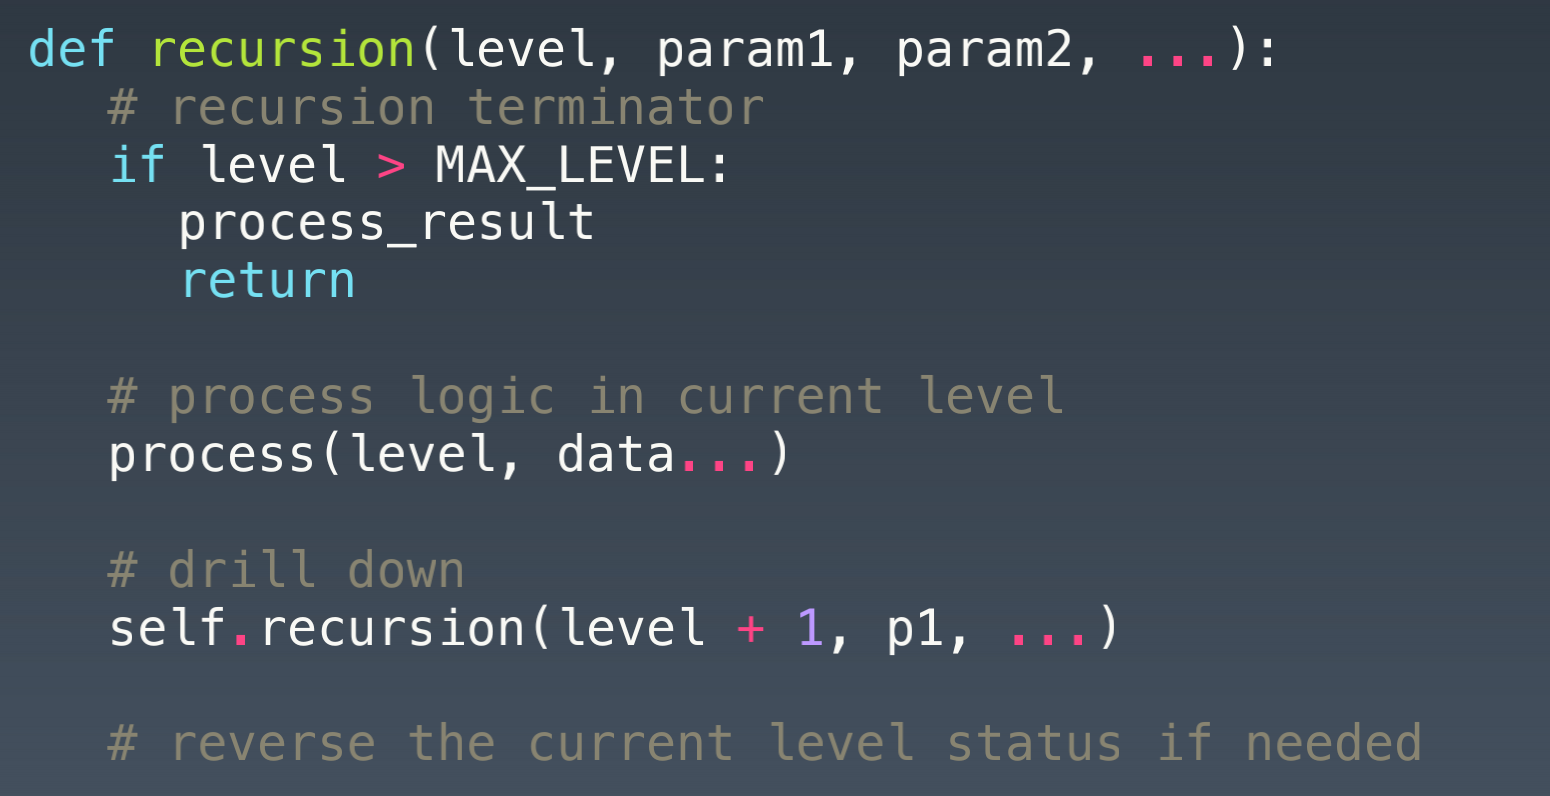 def recursion(level, param1, param2, ...):
# recursion terminator
if level > MAX_LEVEL:
process_result
return
# process logic in current level
process(level, data...)
# drill down
self.recursion(level + 1, p1, ...)
# reverse the current level status if needed